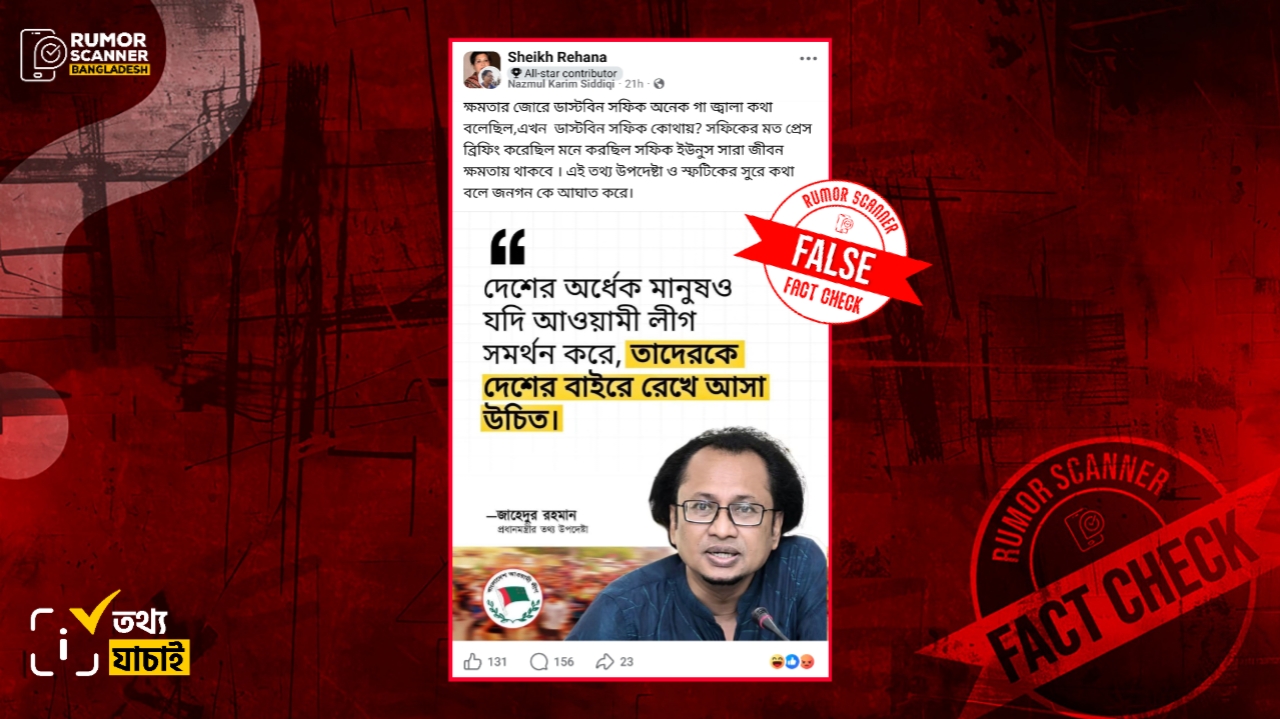 RUMOR
SCANNER
BANGLADESH
Sheikh Rehana
All-star contributor
Nazmul Karim Siddiqi · 21h ·
ক্ষমতার জোরে ডাস্টবিন সফিক অনেক গা জ্বালা কথা
বলেছিল,এখন ডাস্টবিন সফিক কোথায়? সফিকের মত প্রেস
ব্রিফিং করেছিল মনে করছিল সফিক ইউনুস সারা জীবন
ক্ষমতায় থাকবে । এই তথ্য উপদেষ্টা ও স্ফটিকের সুরে কথা
বলে জনগন কে আঘাত করে।
RUMOR SCANNER
FALSE
FACT CHECK
“
দেশের অর্ধেক মানুষও
যদি আওয়ামী লীগ
সমর্থন করে, তাদেরকে
দেশের বাইরে রেখে আসা
উচিত।
—জাহেদুর রহমান
প্রধানমন্ত্রীর তথ্য উপদেষ্টা
বাংলাদেশ আওয়ামী লীগ
131 156 23
তথ্য
যাচাই
RUMOR SCANNER
FACT CHECK